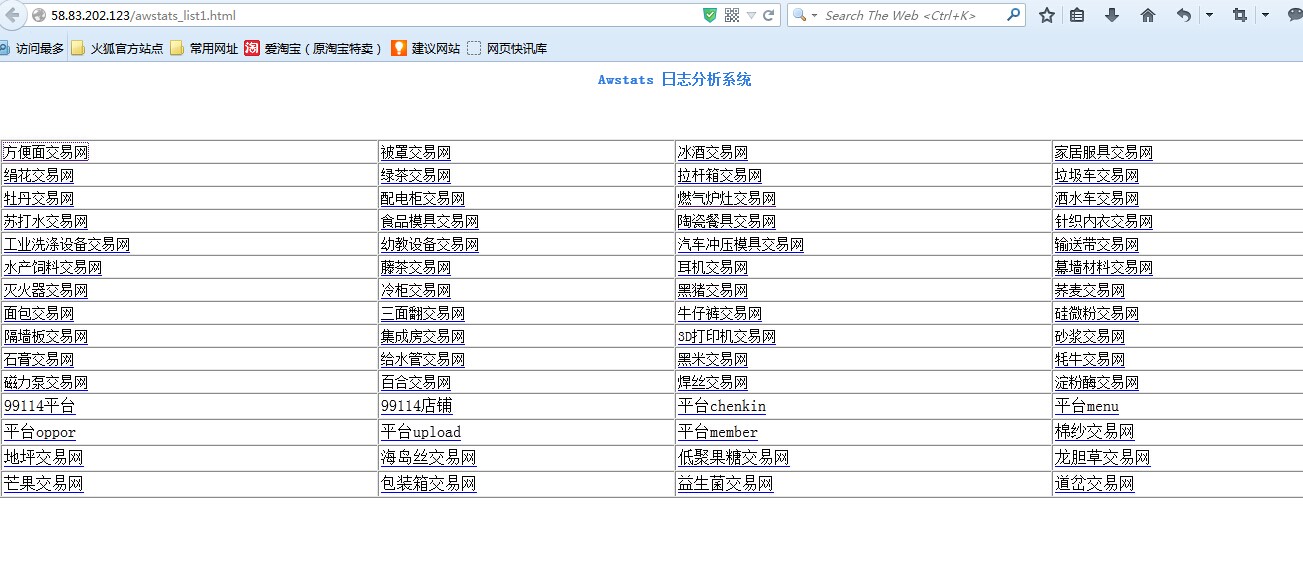 58.83.202.123/awstats_list1.html Search The Web <Ctrl+K>
访问最多 火狐官方站点 常用网址 淘 爱淘宝（原淘宝特卖） 建议网站 网页快讯库
Awstats 日志分析系统
方便面交易网 被罩交易网 冰酒交易网 家居服具交易网
绢花交易网 绿茶交易网 拉杆箱交易网 垃圾车交易网
牡丹交易网 配电柜交易网 燃气炉灶交易网 洒水车交易网
苏打水交易网 食品模具交易网 陶瓷餐具交易网 针织内衣交易网
工业洗涤设备交易网 幼教设备交易网 汽车冲压模具交易网 输送带交易网
水产饲料交易网 藤茶交易网 耳机交易网 幕墙材料交易网
灭火器交易网 冷柜交易网 黑猪交易网 荞麦交易网
面包交易网 三面翻交易网 牛仔裤交易网 硅微粉交易网
隔墙板交易网 集成房交易网 3D打印机交易网 砂浆交易网
石膏交易网 给水管交易网 黑米交易网 牦牛交易网
磁力泵交易网 百合交易网 焊丝交易网 淀粉酶交易网
99114平台 99114店铺 平台chenkin 平台menu
平台oppor 平台upload 平台member 棉纱交易网
地坪交易网 海岛丝交易网 低聚果糖交易网 龙胆草交易网
芒果交易网 包装箱交易网 益生菌交易网 道岔交易网